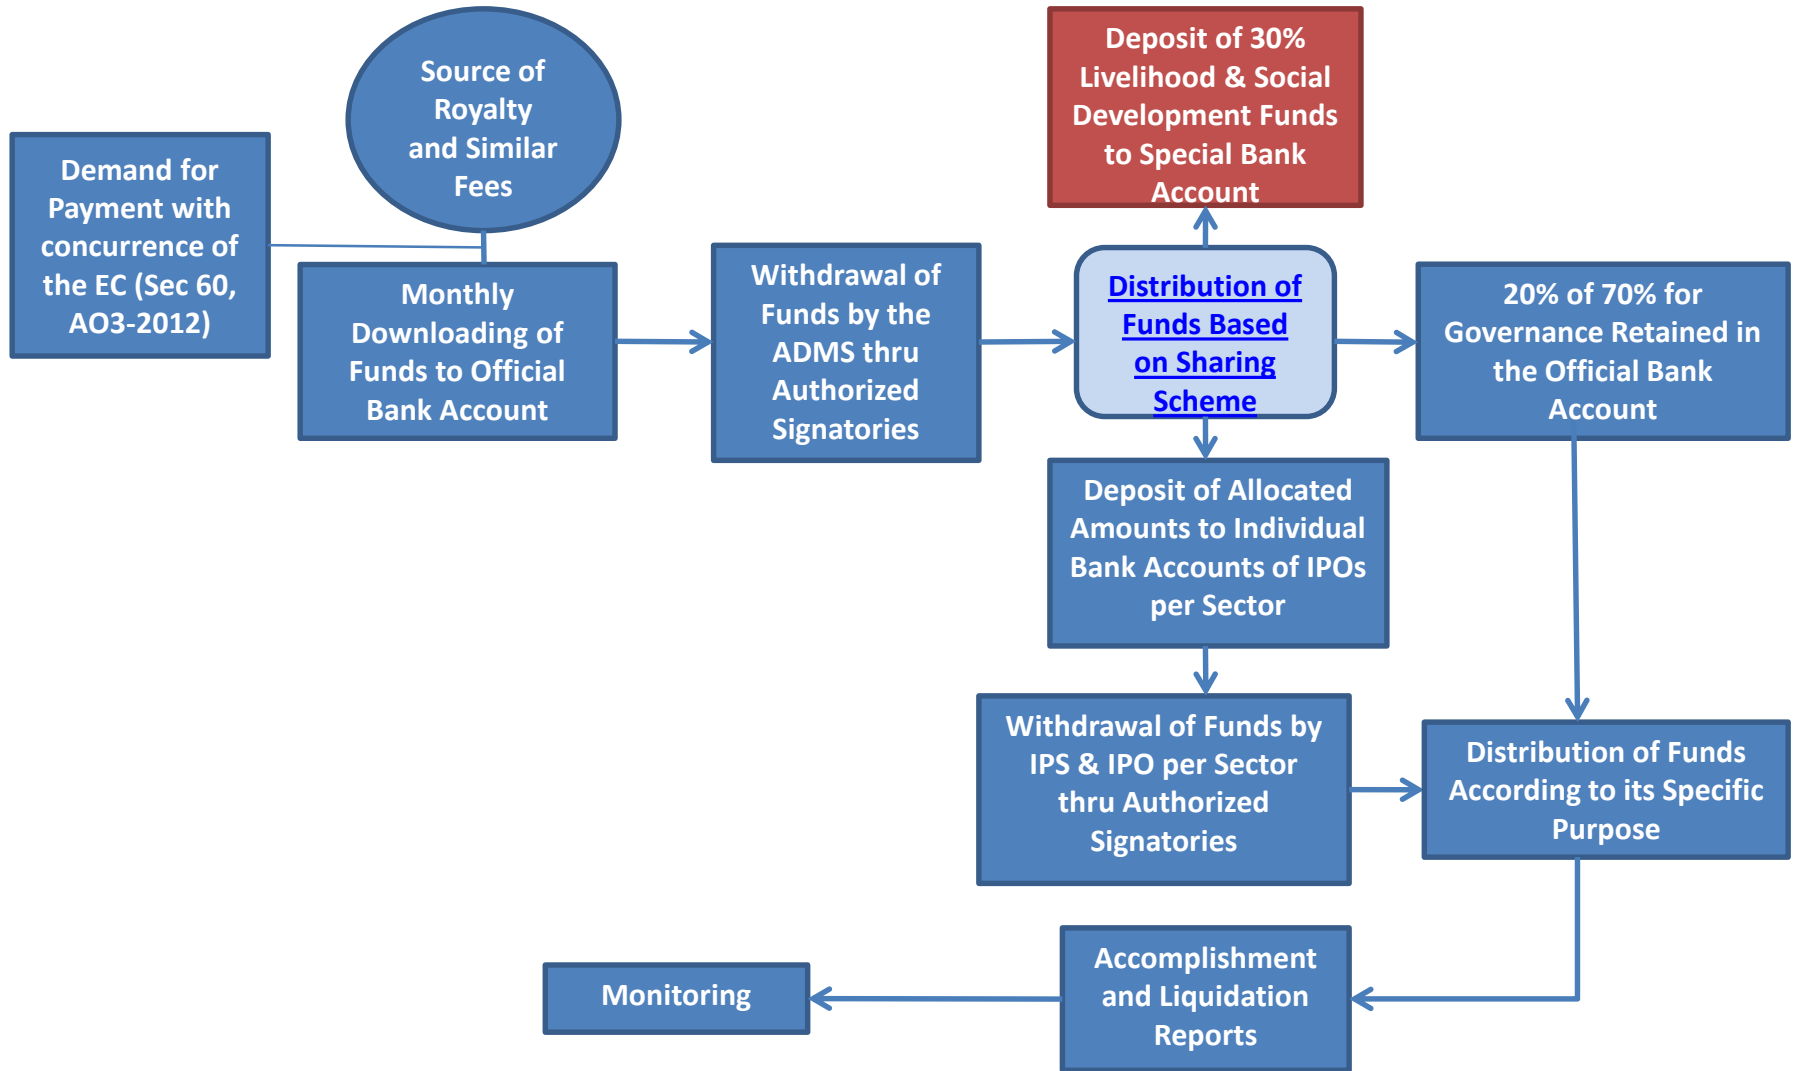 Source of
Royalty
and Similar
Fees
Demand for
Payment with
concurrence of
the EC (Sec 60,
AO3-2012)
Monthly
Downloading of
Funds to Official
Bank Account
Withdrawal of
Funds by the
ADMS thru
Authorized
Signatories
Deposit of 30%
Livelihood & Social
Development Funds
to Special Bank
Account
Distribution of
Funds Based
on Sharing
Scheme
20% of 70% for
Governance Retained in
the Official Bank
Account
Deposit of Allocated
Amounts to Individual
Bank Accounts of IPOs
per Sector
Withdrawal of Funds by
IPS & IPO per Sector
thru Authorized
Signatories
Distribution of Funds
According to its Specific
Purpose
Accomplishment
and Liquidation
Reports
Monitoring